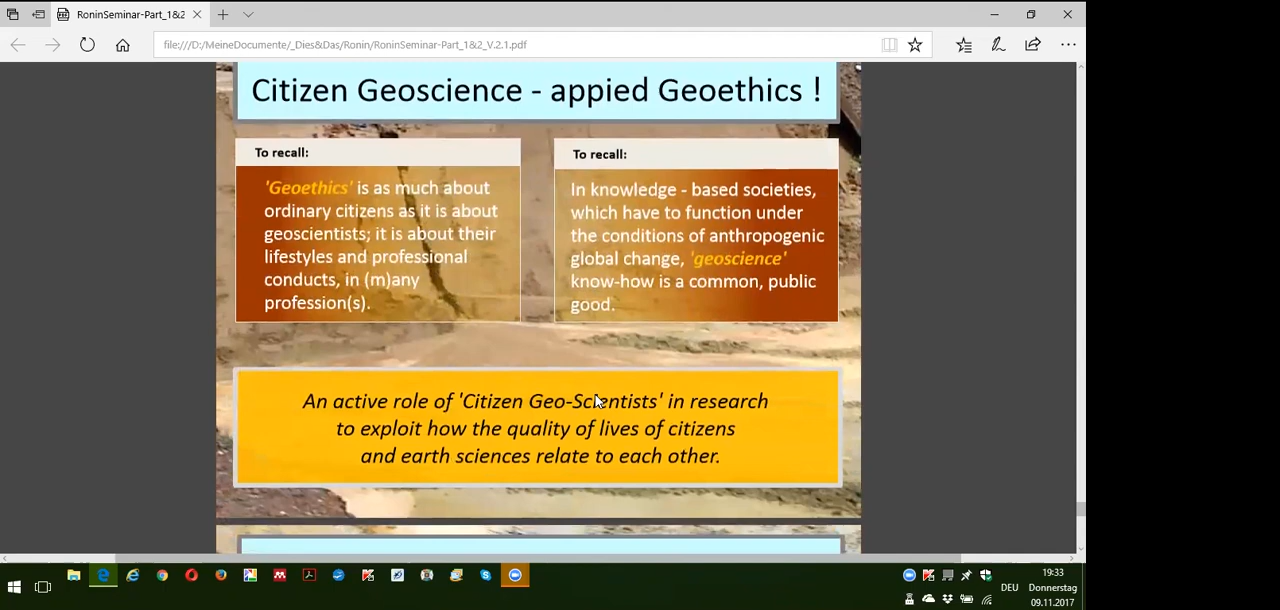 RoninSeminar-Part_1&2
file:///D:/MeineDocumente/_Dies&Das/Ronin/RoninSeminar-Part_1&2_V.2.1.pdf
Citizen Geoscience - appied Geoethics !
To recall:
'Geoethics' is as much about
ordinary citizens as it is about
geoscientists; it is about their
lifestyles and professional
conducts, in (m)any
profession(s).
To recall:
In knowledge - based societies,
which have to function under
the conditions of anthropogenic
global change, 'geoscience'
know-how is a common, public
good.
An active role of 'Citizen Geo-Scientists' in research
to exploit how the quality of lives of citizens
and earth sciences relate to each other.
19:33
DEU Donnerstag
09.11.2017